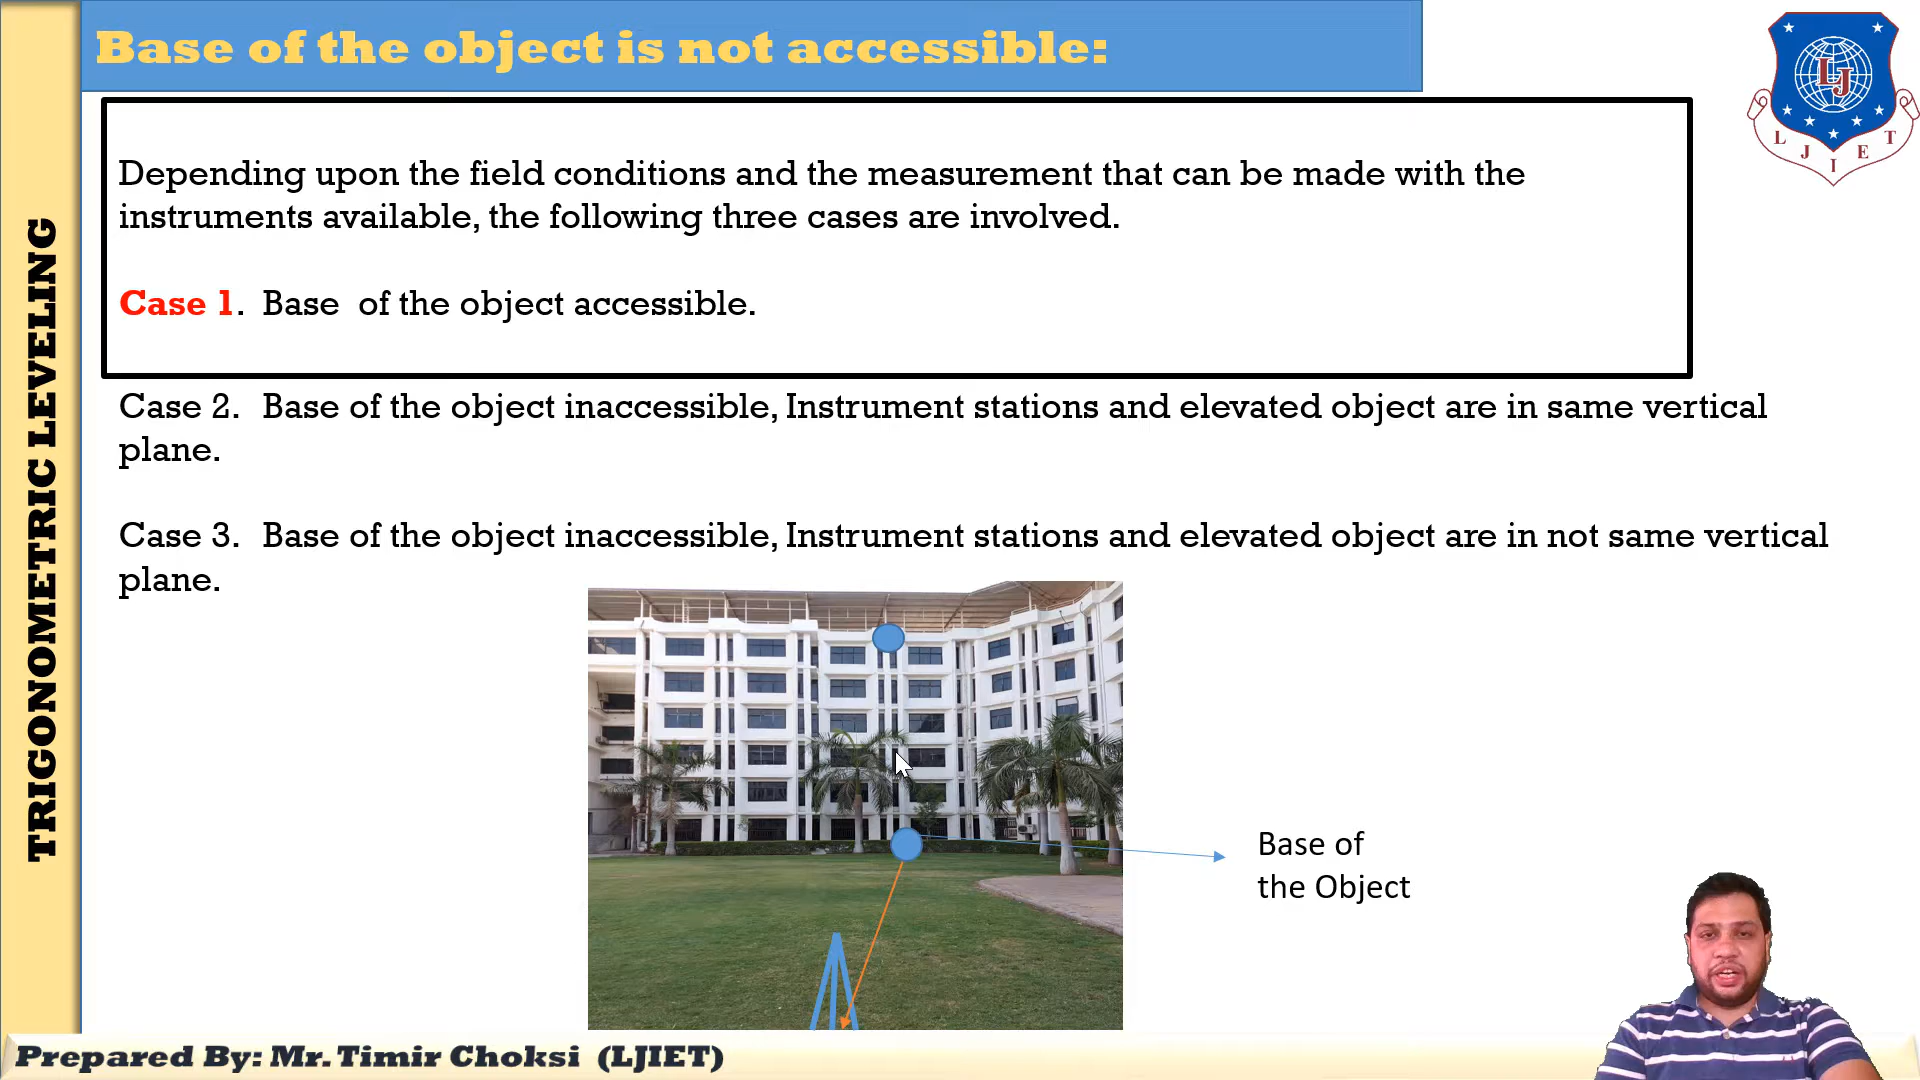 Base of the object is not accessible:
L J I E T
LJ
TRIGONOMETRIC LEVELING
Depending upon the field conditions and the measurement that can be made with the
instruments available, the following three cases are involved.
Case 1. Base of the object accessible.
Case 2. Base of the object inaccessible, Instrument stations and elevated object are in same vertical
plane.
Case 3. Base of the object inaccessible, Instrument stations and elevated object are in not same vertical
plane.
Base of
the Object
Prepared By: Mr. Timir Choksi (LJIET)